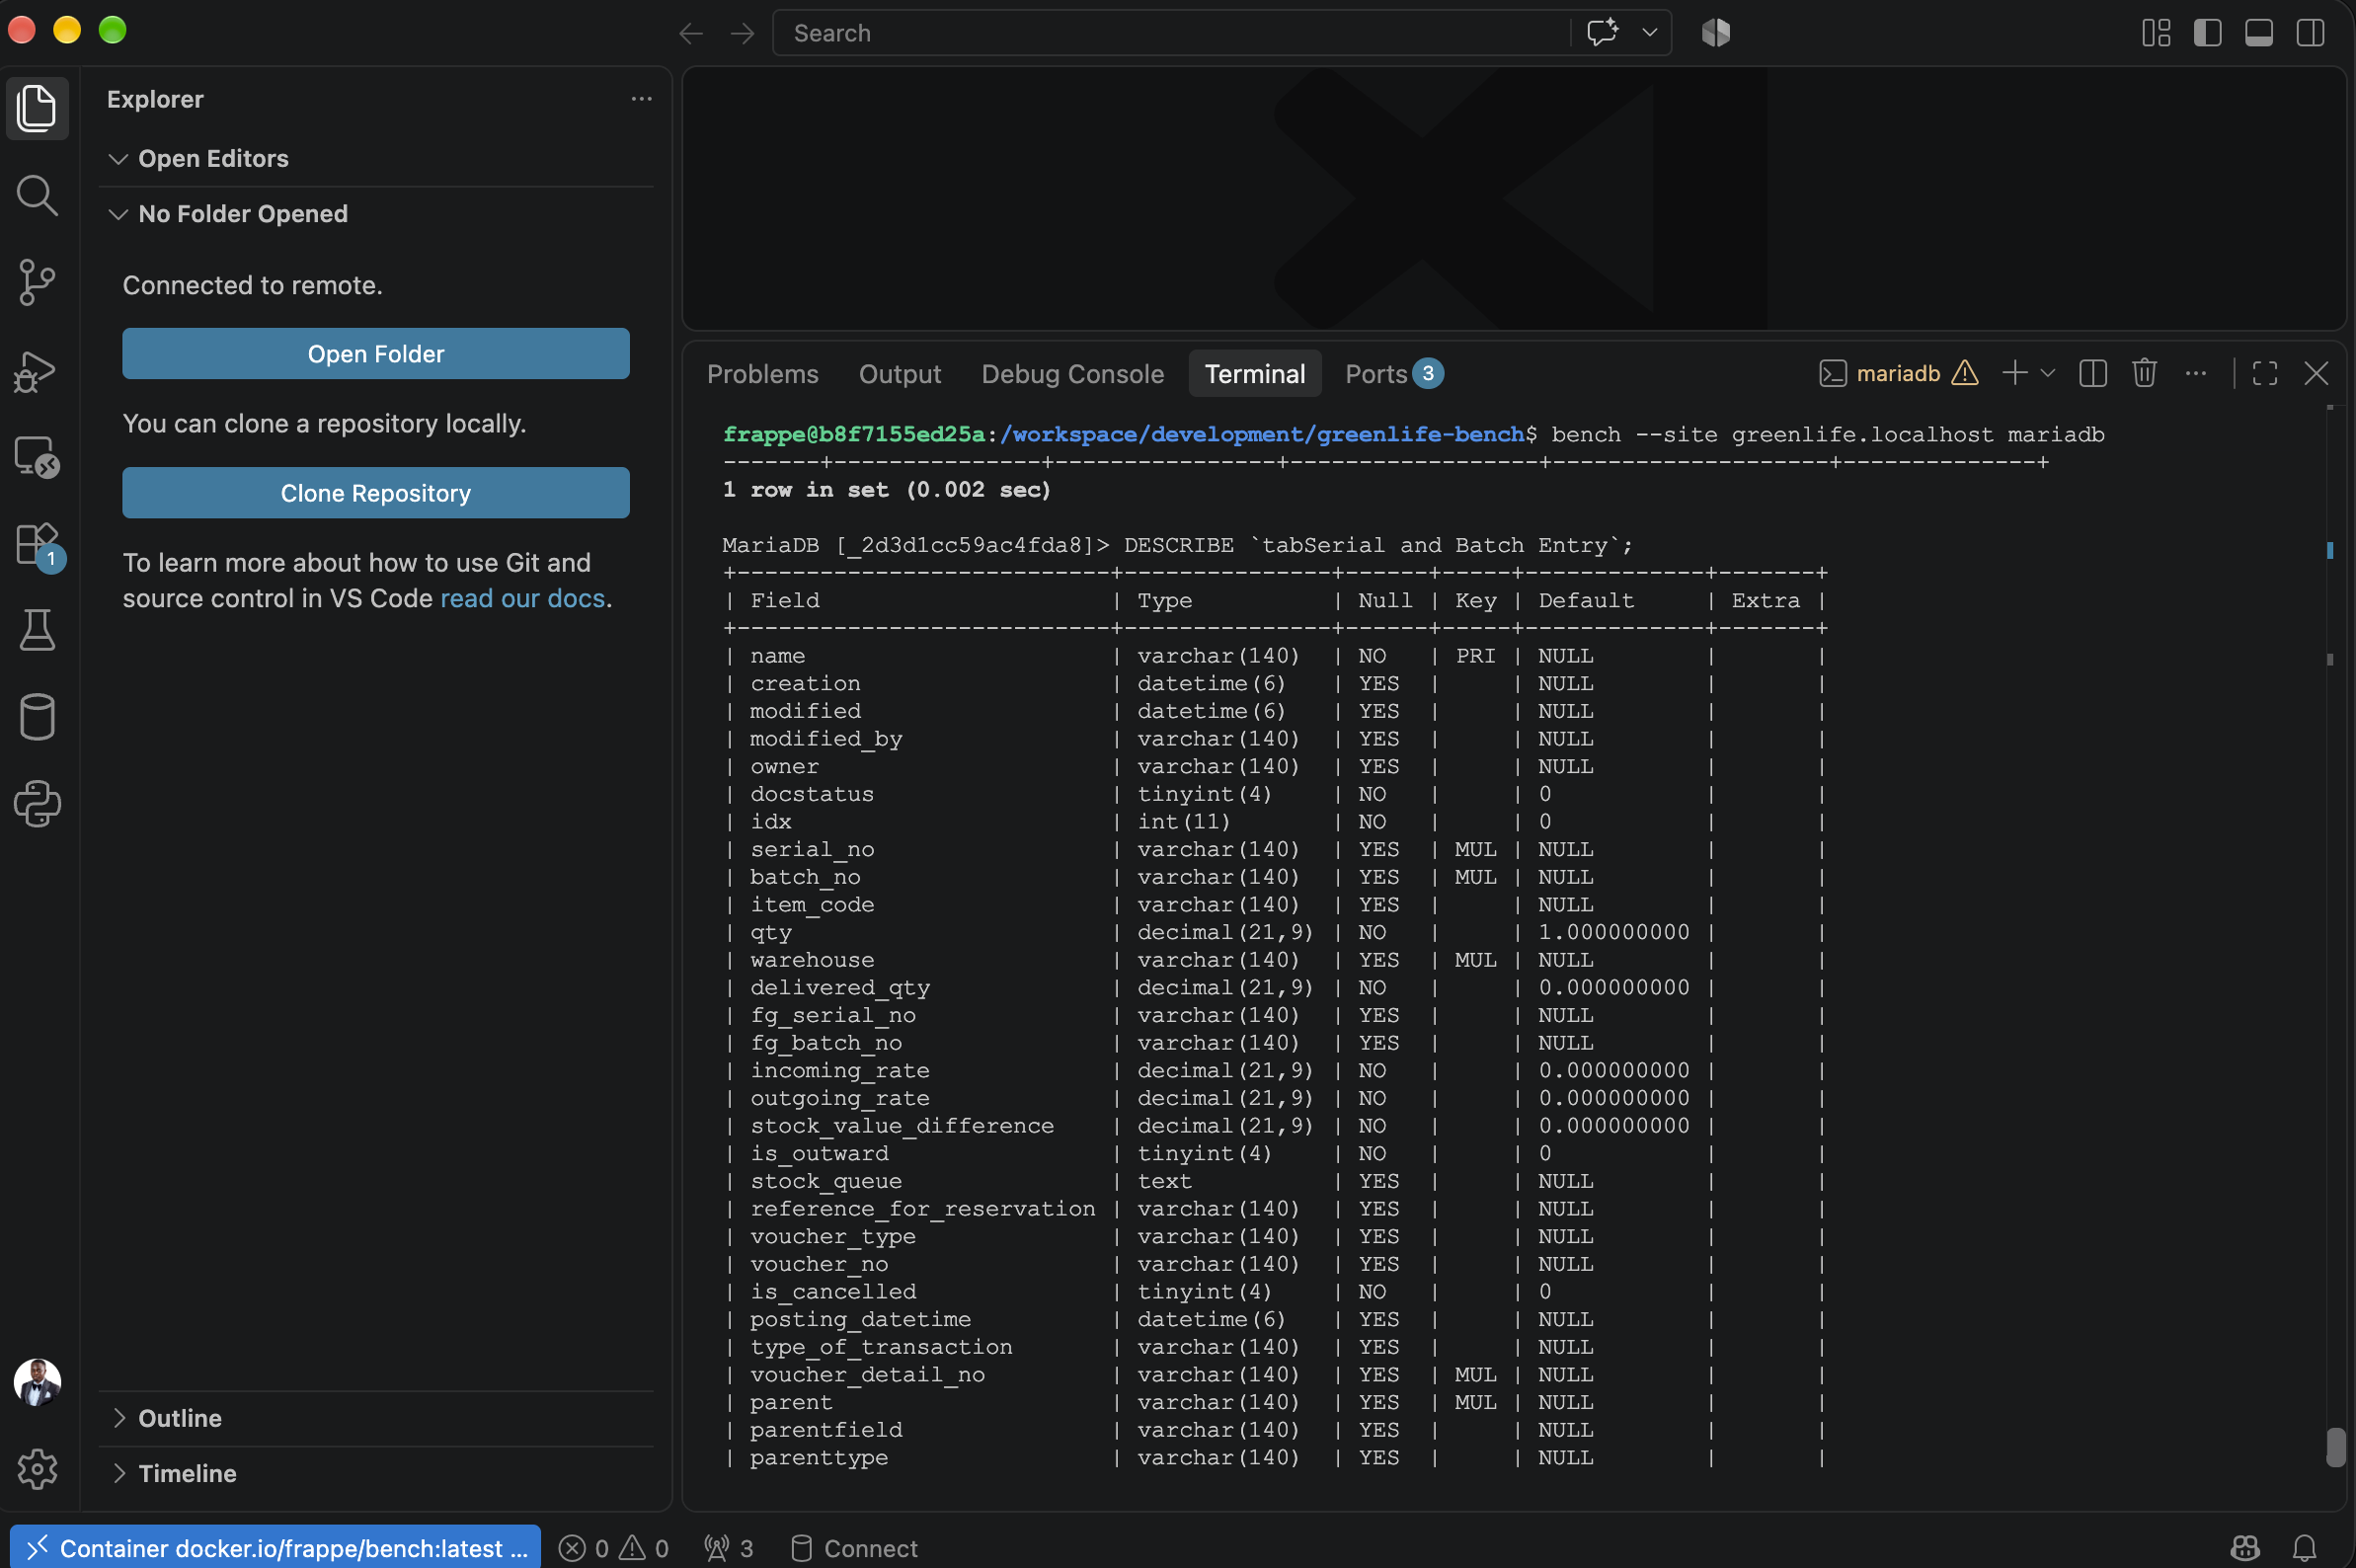 Search
Explorer
Open Editors
No Folder Opened
Connected to remote.
Open Folder
You can clone a repository locally.
Clone Repository
1
To learn more about how to use Git and
source control in VS Code read our docs.
Outline
Timeline
Problems Output Debug Console Terminal Ports 3 mariadb
frappe@b8f7155ed25a:/workspace/development/greenlife-bench$ bench --site greenlife.localhost mariadb
-------+---------------+----------------+------------------+--------------------+--------------+
1 row in set (0.002 sec)
MariaDB [_2d3d1cc59ac4fda8]> DESCRIBE `tabSerial and Batch Entry`;
+---------------------------+---------------+------+-----+-------------+-------+
| Field                     | Type          | Null | Key | Default     | Extra |
+---------------------------+---------------+------+-----+-------------+-------+
| name                      | varchar(140)  | NO   | PRI | NULL        |       |
| creation                  | datetime(6)   | YES  |     | NULL        |       |
| modified                  | datetime(6)   | YES  |     | NULL        |       |
| modified_by               | varchar(140)  | YES  |     | NULL        |       |
| owner                     | varchar(140)  | YES  |     | NULL        |       |
| docstatus                 | tinyint(4)    | NO   |     | 0           |       |
| idx                       | int(11)       | NO   |     | 0           |       |
| serial_no                 | varchar(140)  | YES  | MUL | NULL        |       |
| batch_no                  | varchar(140)  | YES  | MUL | NULL        |       |
| item_code                 | varchar(140)  | YES  |     | NULL        |       |
| qty                       | decimal(21,9) | NO   |     | 1.000000000 |       |
| warehouse                 | varchar(140)  | YES  | MUL | NULL        |       |
| delivered_qty             | decimal(21,9) | NO   |     | 0.000000000 |       |
| fg_serial_no              | varchar(140)  | YES  |     | NULL        |       |
| fg_batch_no               | varchar(140)  | YES  |     | NULL        |       |
| incoming_rate             | decimal(21,9) | NO   |     | 0.000000000 |       |
| outgoing_rate             | decimal(21,9) | NO   |     | 0.000000000 |       |
| stock_value_difference    | decimal(21,9) | NO   |     | 0.000000000 |       |
| is_outward                | tinyint(4)    | NO   |     | 0           |       |
| stock_queue               | text          | YES  |     | NULL        |       |
| reference_for_reservation | varchar(140)  | YES  |     | NULL        |       |
| voucher_type              | varchar(140)  | YES  |     | NULL        |       |
| voucher_no                | varchar(140)  | YES  |     | NULL        |       |
| is_cancelled              | tinyint(4)    | NO   |     | 0           |       |
| posting_datetime          | datetime(6)   | YES  |     | NULL        |       |
| type_of_transaction       | varchar(140)  | YES  |     | NULL        |       |
| voucher_detail_no         | varchar(140)  | YES  | MUL | NULL        |       |
| parent                    | varchar(140)  | YES  | MUL | NULL        |       |
| parentfield               | varchar(140)  | YES  |     | NULL        |       |
| parenttype                | varchar(140)  | YES  |     | NULL        |       |
Container docker.io/frappe/bench:latest ... 0 0 3 Connect